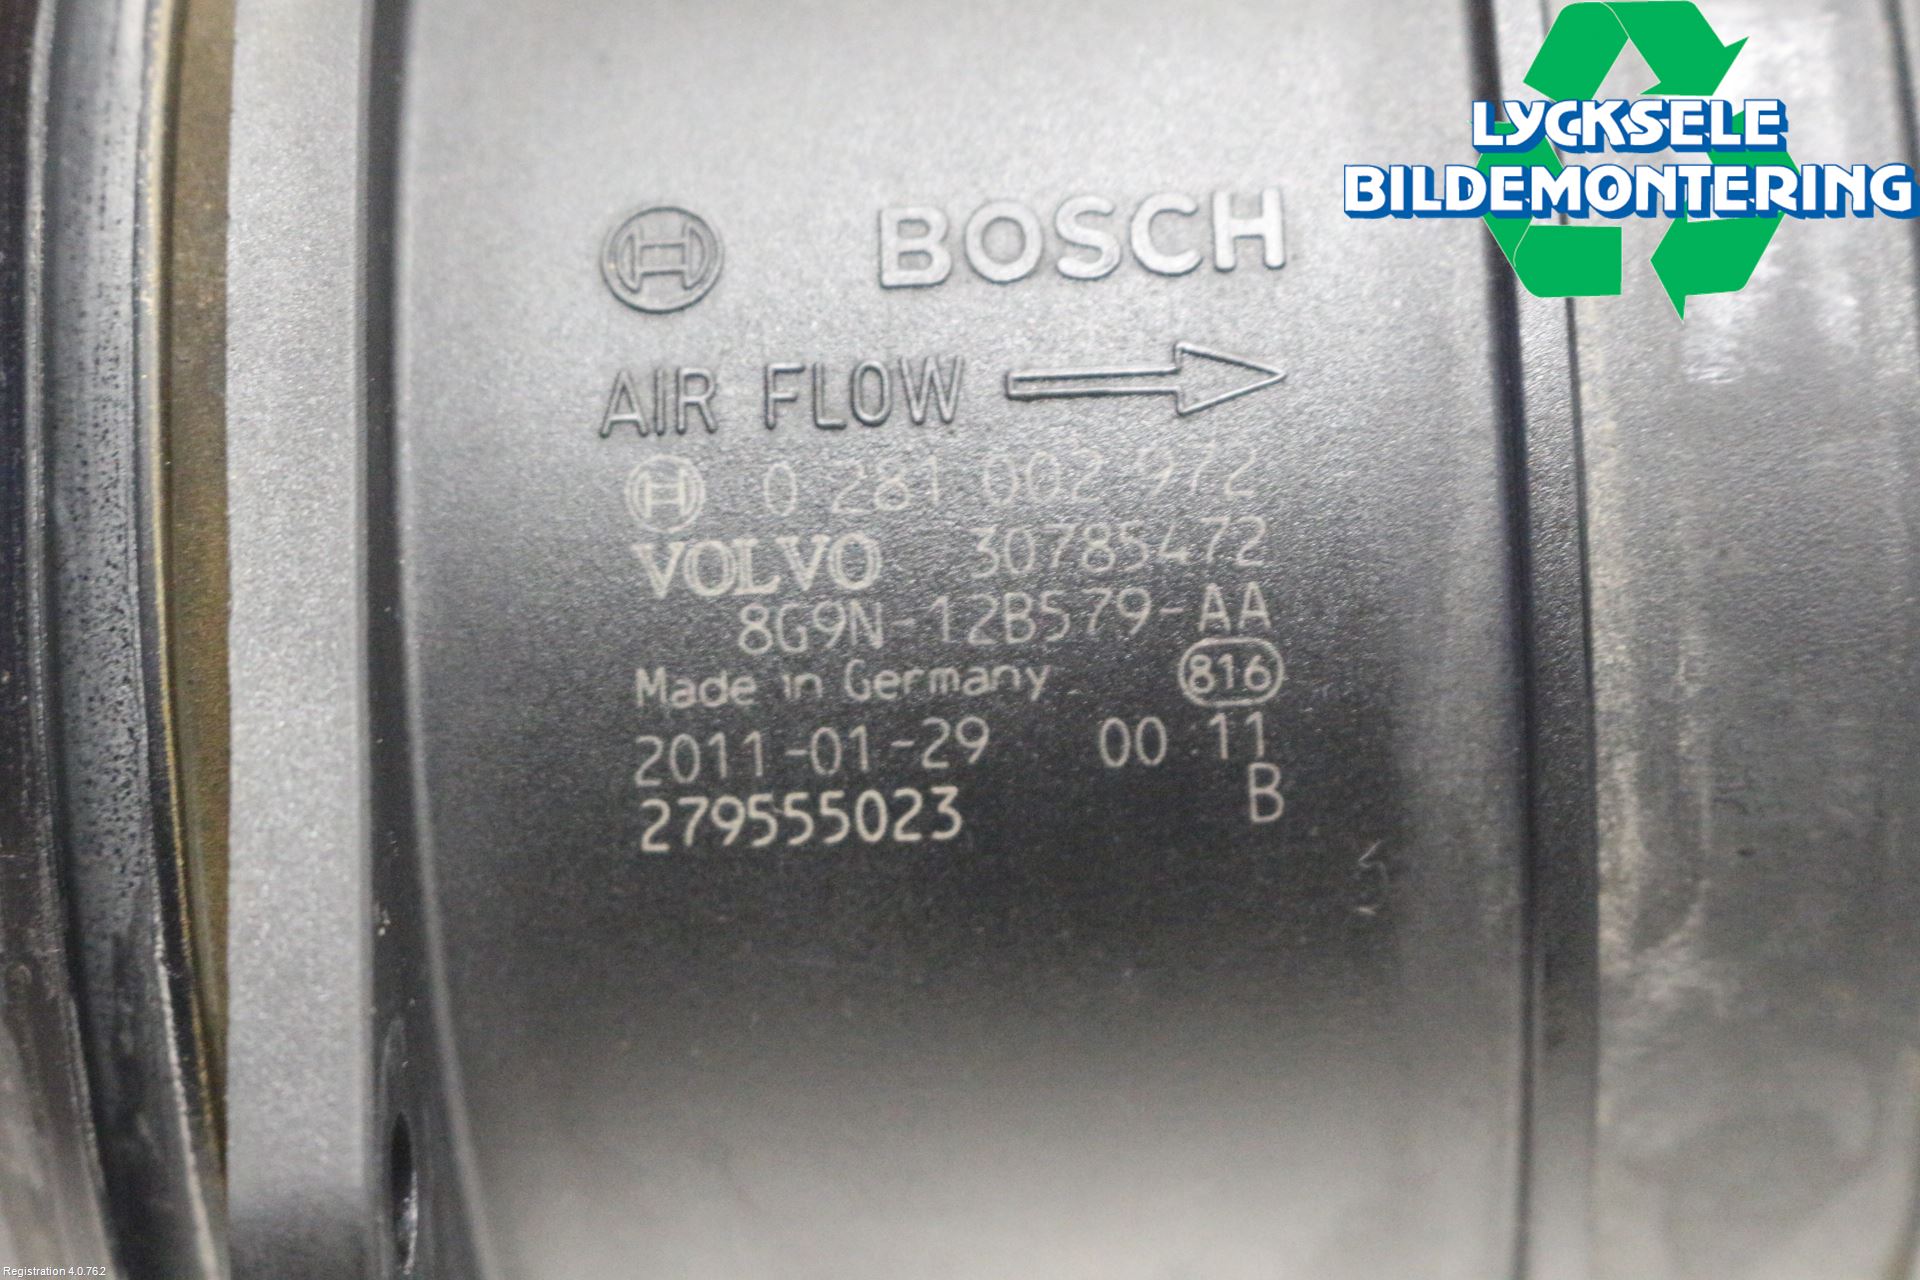 LYCKSELE
BILDEMONTERING
BOSCH
AIR FLOW
0 281 002 972
VOLVO 30785472
8G9N-12B579-AA
Made in Germany 816
2011-01-29 00 11
279555023 B
Registration 4.0.762